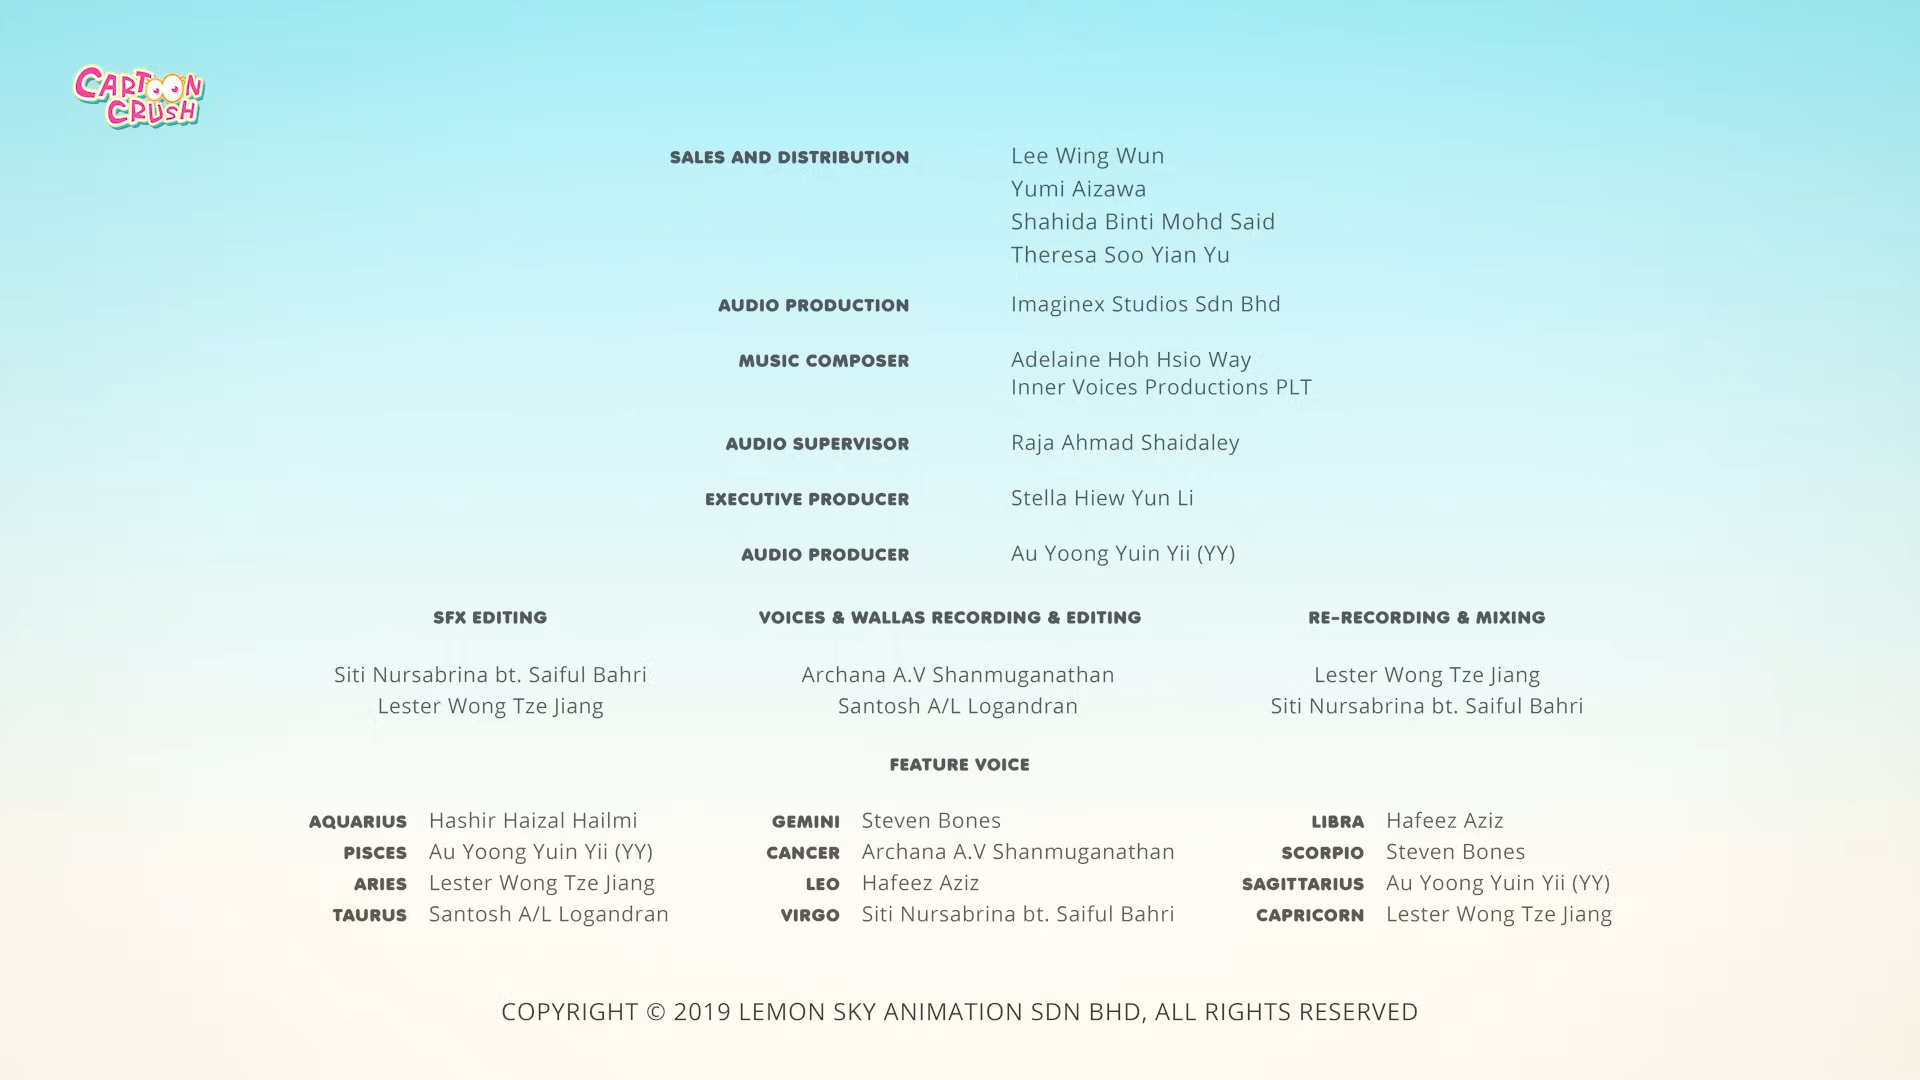 CARTOON
CRUSH
SALES AND DISTRIBUTION Lee Wing Wun
Yumi Aizawa
Shahida Binti Mohd Said
Theresa Soo Yian Yu
AUDIO PRODUCTION Imaginex Studios Sdn Bhd
MUSIC COMPOSER Adelaine Hoh Hsio Way
Inner Voices Productions PLT
AUDIO SUPERVISOR Raja Ahmad Shaidaley
EXECUTIVE PRODUCER Stella Hiew Yun Li
AUDIO PRODUCER Au Yoong Yuin Yii (YY)
SFX EDITING
Siti Nursabrina bt. Saiful Bahri
Lester Wong Tze Jiang
VOICES & WALLAS RECORDING & EDITING
Archana A.V Shanmuganathan
Santosh A/L Logandran
RE-RECORDING & MIXING
Lester Wong Tze Jiang
Siti Nursabrina bt. Saiful Bahri
FEATURE VOICE
AQUARIUS Hashir Haizal Hailmi
PISCES Au Yoong Yuin Yii (YY)
ARIES Lester Wong Tze Jiang
TAURUS Santosh A/L Logandran
GEMINI Steven Bones
CANCER Archana A.V Shanmuganathan
LEO Hafeez Aziz
VIRGO Siti Nursabrina bt. Saiful Bahri
LIBRA Hafeez Aziz
SCORPIO Steven Bones
SAGITTARIUS Au Yoong Yuin Yii (YY)
CAPRICORN Lester Wong Tze Jiang
COPYRIGHT © 2019 LEMON SKY ANIMATION SDN BHD, ALL RIGHTS RESERVED